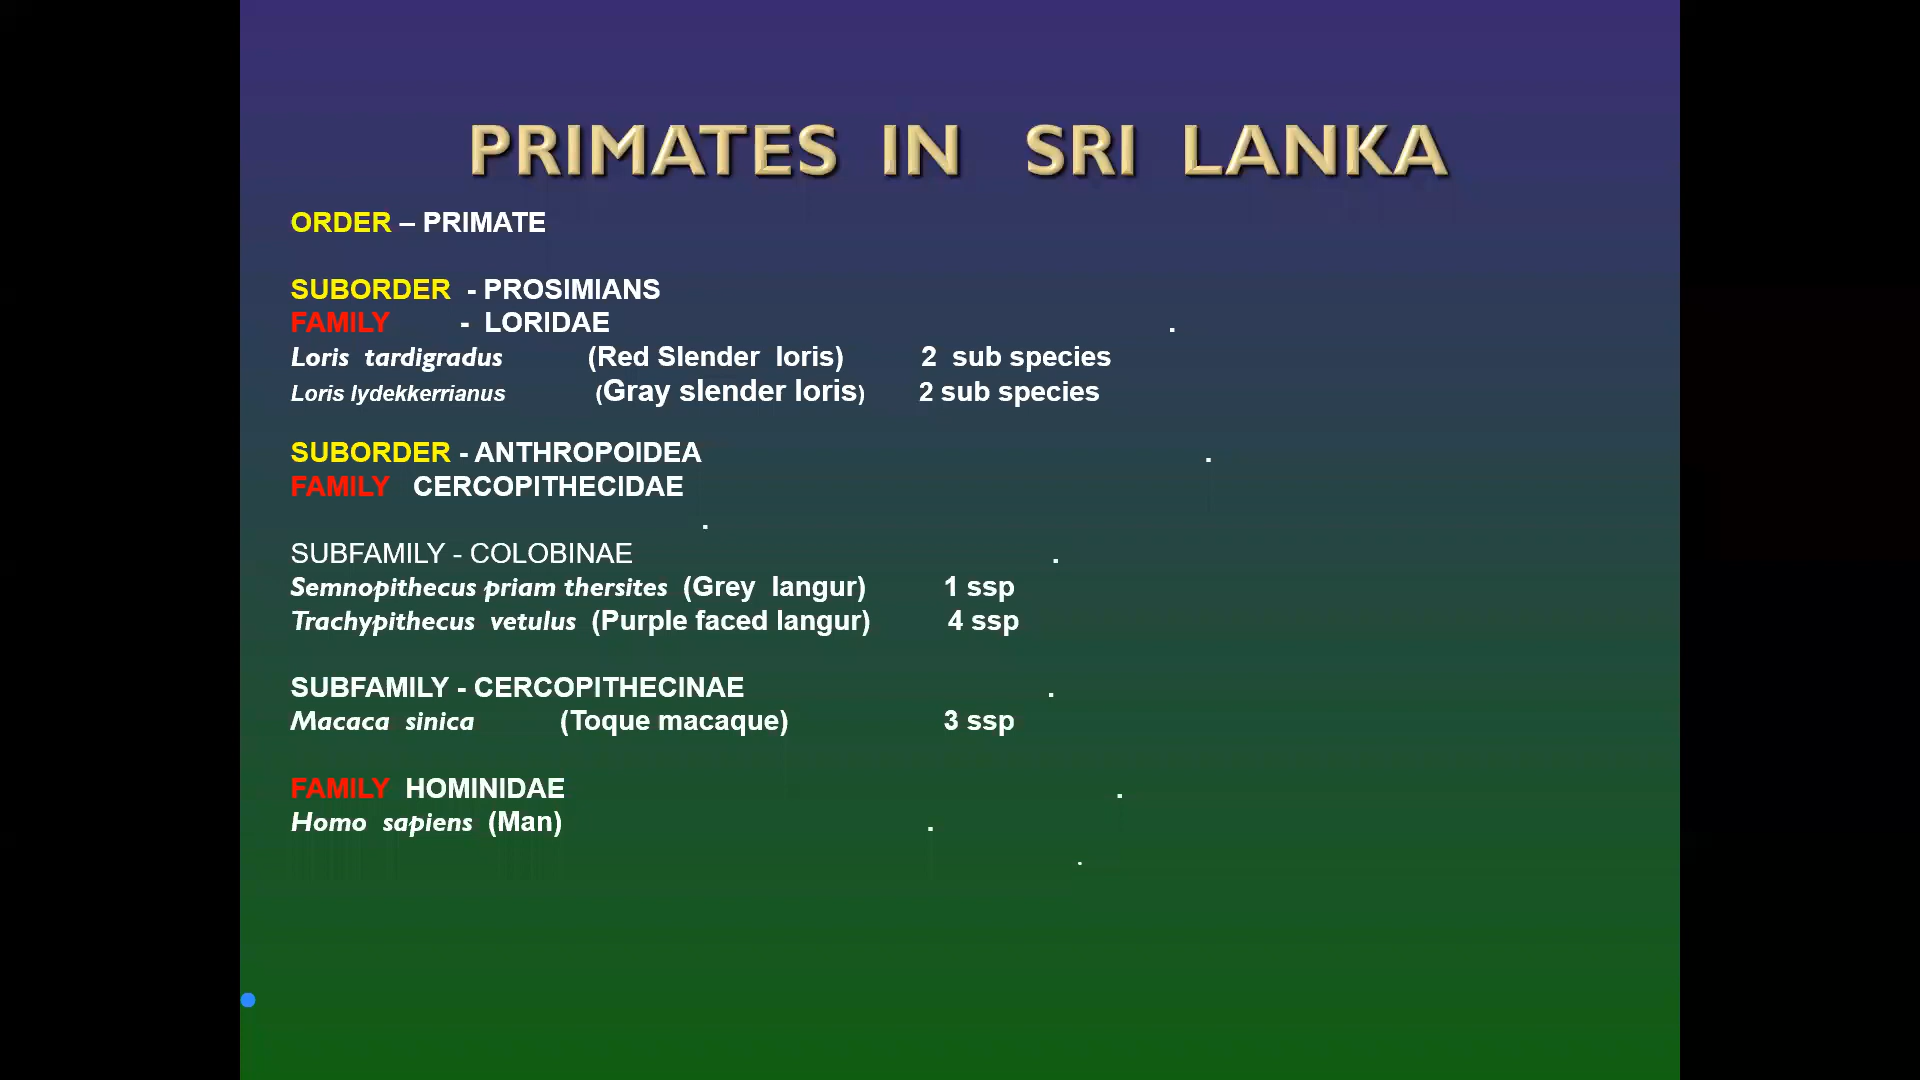 PRIMATES IN SRI LANKA
ORDER – PRIMATE
SUBORDER - PROSIMIANS
FAMILY - LORIDAE .
Loris tardigradus (Red Slender loris) 2 sub species
Loris lydekkerrianus (Gray slender loris) 2 sub species
SUBORDER - ANTHROPOIDEA .
FAMILY CERCOPITHECIDAE
.
SUBFAMILY - COLOBINAE .
Semnopithecus priam thersites (Grey langur) 1 ssp
Trachypithecus vetulus (Purple faced langur) 4 ssp
SUBFAMILY - CERCOPITHECINAE .
Macaca sinica (Toque macaque) 3 ssp
FAMILY HOMINIDAE .
Homo sapiens (Man) .
.